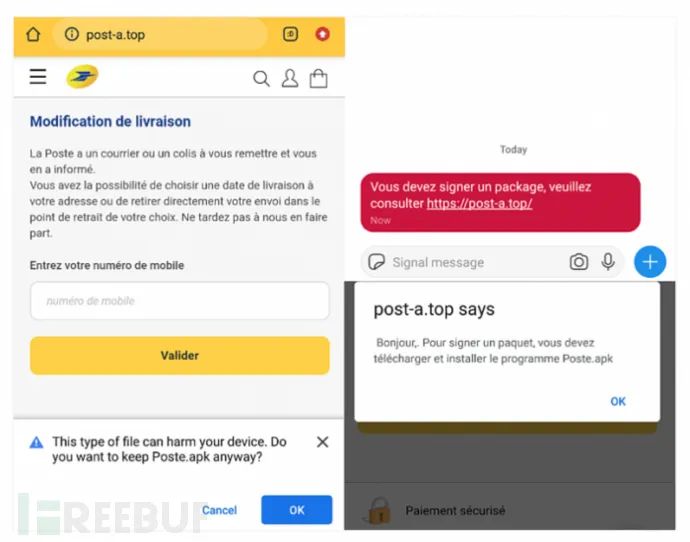 post-a.top
Modification de livraison
La Poste a un courrier ou un colis à vous remettre et vous
en a informé.
Vous avez la possibilité de choisir une date de livraison à
votre adresse ou de retirer directement votre envoi dans le
point de retrait de votre choix. Ne tardez pas à nous en faire
part.
Entrez votre numéro de mobile
numéro de mobile
Valider
This type of file can harm your device. Do
you want to keep Poste.apk anyway?
Cancel
OK
FREEBUF
Today
Vous devez signer un package, veuillez
consulter https://post-a.top/
Now
Signal message
post-a.top says
Bonjour,. Pour signer un paquet, vous devez
télécharger et installer le programme Poste.apk
OK
Paiement sécurisé